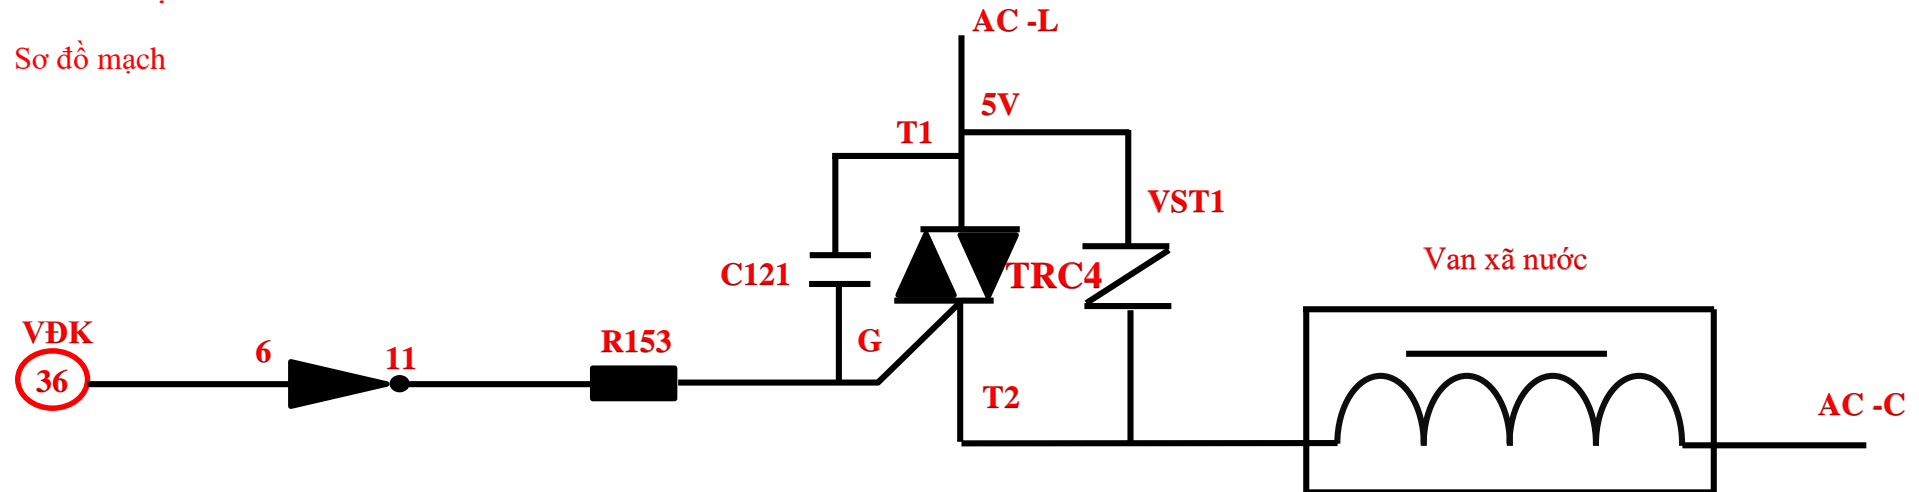 AC -L
Sơ đồ mạch
5V
T1
VST1
Van xã nước
C121
TRC4
VĐK
6
11
R153
G
36
T2
AC -C